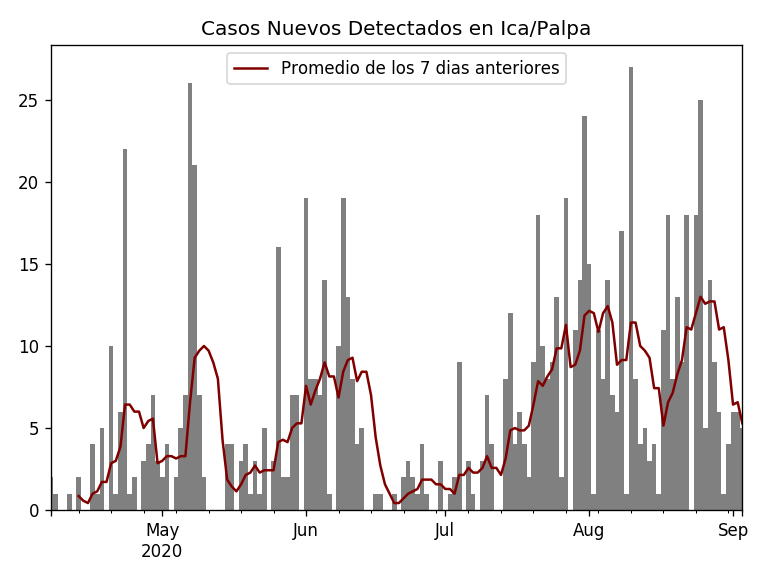 Casos Nuevos Detectados en Ica/Palpa
Promedio de los 7 dias anteriores
25
20
15
10
5
0
May Jun Jul Aug Sep
2020